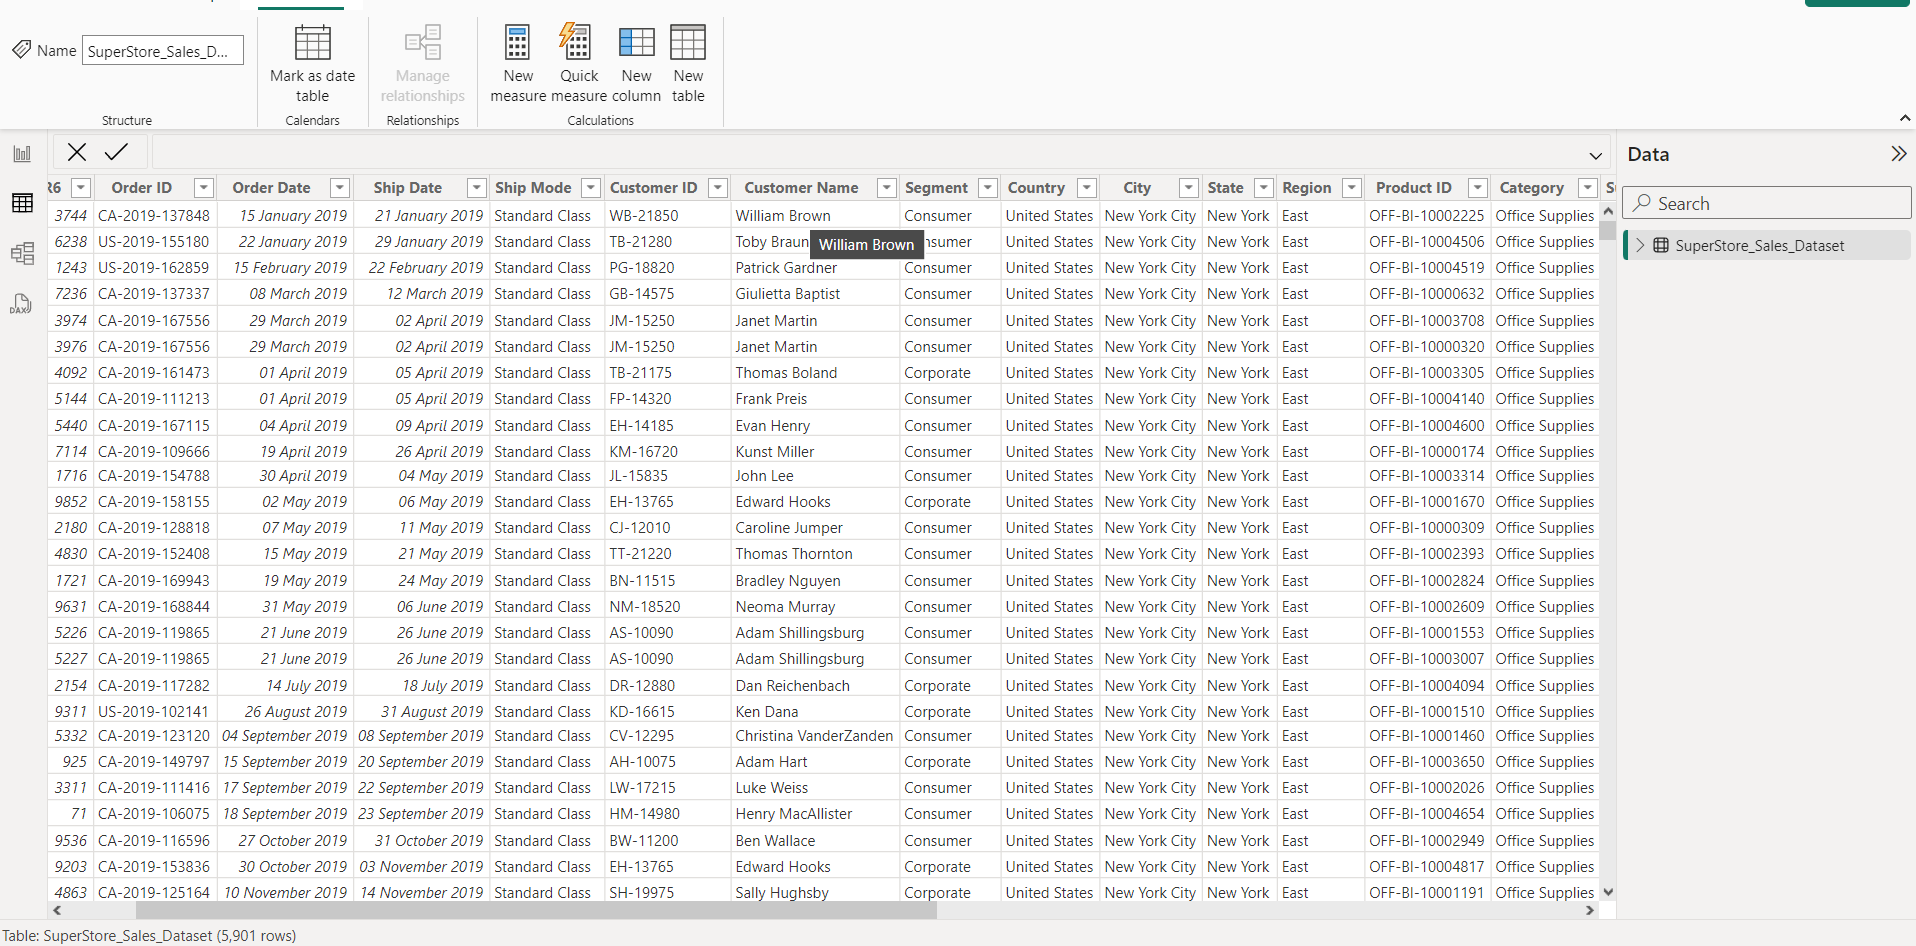 Name SuperStore_Sales_D...
Mark as date table
Manage relationships
New measure
Quick measure
New column
New table
Structure
Calendars
Relationships
Calculations
Data
Search
SuperStore_Sales_Dataset
R6 Order ID Order Date Ship Date Ship Mode Customer ID Customer Name Segment Country City State Region Product ID Category
3744 CA-2019-137848 15 January 2019 21 January 2019 Standard Class WB-21850 William Brown Consumer United States New York City New York East OFF-BI-10002225 Office Supplies
6238 US-2019-155180 22 January 2019 29 January 2019 Standard Class TB-21280 Toby Braun nsumer United States New York City New York East OFF-BI-10004506 Office Supplies
William Brown
1243 US-2019-162859 15 February 2019 22 February 2019 Standard Class PG-18820 Patrick Gardner Consumer United States New York City New York East OFF-BI-10004519 Office Supplies
7236 CA-2019-137337 08 March 2019 12 March 2019 Standard Class GB-14575 Giulietta Baptist Consumer United States New York City New York East OFF-BI-10000632 Office Supplies
3974 CA-2019-167556 29 March 2019 02 April 2019 Standard Class JM-15250 Janet Martin Consumer United States New York City New York East OFF-BI-10003708 Office Supplies
3976 CA-2019-167556 29 March 2019 02 April 2019 Standard Class JM-15250 Janet Martin Consumer United States New York City New York East OFF-BI-10000320 Office Supplies
4092 CA-2019-161473 01 April 2019 05 April 2019 Standard Class TB-21175 Thomas Boland Corporate United States New York City New York East OFF-BI-10003305 Office Supplies
5144 CA-2019-111213 01 April 2019 05 April 2019 Standard Class FP-14320 Frank Preis Consumer United States New York City New York East OFF-BI-10004140 Office Supplies
5440 CA-2019-167115 04 April 2019 09 April 2019 Standard Class EH-14185 Evan Henry Consumer United States New York City New York East OFF-BI-10004600 Office Supplies
7114 CA-2019-109666 19 April 2019 26 April 2019 Standard Class KM-16720 Kunst Miller Consumer United States New York City New York East OFF-BI-10000174 Office Supplies
1716 CA-2019-154788 30 April 2019 04 May 2019 Standard Class JL-15835 John Lee Consumer United States New York City New York East OFF-BI-10003314 Office Supplies
9852 CA-2019-158155 02 May 2019 06 May 2019 Standard Class EH-13765 Edward Hooks Corporate United States New York City New York East OFF-BI-10001670 Office Supplies
2180 CA-2019-128818 07 May 2019 11 May 2019 Standard Class CJ-12010 Caroline Jumper Consumer United States New York City New York East OFF-BI-10000309 Office Supplies
4830 CA-2019-152408 15 May 2019 21 May 2019 Standard Class TT-21220 Thomas Thornton Consumer United States New York City New York East OFF-BI-10002393 Office Supplies
1721 CA-2019-169943 19 May 2019 24 May 2019 Standard Class BN-11515 Bradley Nguyen Consumer United States New York City New York East OFF-BI-10002824 Office Supplies
9631 CA-2019-168844 31 May 2019 06 June 2019 Standard Class NM-18520 Neoma Murray Consumer United States New York City New York East OFF-BI-10002609 Office Supplies
5226 CA-2019-119865 21 June 2019 26 June 2019 Standard Class AS-10090 Adam Shillingsburg Consumer United States New York City New York East OFF-BI-10001553 Office Supplies
5227 CA-2019-119865 21 June 2019 26 June 2019 Standard Class AS-10090 Adam Shillingsburg Consumer United States New York City New York East OFF-BI-10003007 Office Supplies
2154 CA-2019-117282 14 July 2019 18 July 2019 Standard Class DR-12880 Dan Reichenbach Corporate United States New York City New York East OFF-BI-10004094 Office Supplies
9311 US-2019-102141 26 August 2019 31 August 2019 Standard Class KD-16615 Ken Dana Corporate United States New York City New York East OFF-BI-10001510 Office Supplies
5332 CA-2019-123120 04 September 2019 08 September 2019 Standard Class CV-12295 Christina VanderZanden Consumer United States New York City New York East OFF-BI-10001460 Office Supplies
925 CA-2019-149797 15 September 2019 20 September 2019 Standard Class AH-10075 Adam Hart Corporate United States New York City New York East OFF-BI-10003650 Office Supplies
3311 CA-2019-111416 17 September 2019 22 September 2019 Standard Class LW-17215 Luke Weiss Consumer United States New York City New York East OFF-BI-10002026 Office Supplies
71 CA-2019-106075 18 September 2019 23 September 2019 Standard Class HM-14980 Henry MacAllister Consumer United States New York City New York East OFF-BI-10004654 Office Supplies
9536 CA-2019-116596 27 October 2019 31 October 2019 Standard Class BW-11200 Ben Wallace Consumer United States New York City New York East OFF-BI-10002949 Office Supplies
9203 CA-2019-153836 30 October 2019 03 November 2019 Standard Class EH-13765 Edward Hooks Corporate United States New York City New York East OFF-BI-10004817 Office Supplies
4863 CA-2019-125164 10 November 2019 14 November 2019 Standard Class SH-19975 Sally Hughsby Corporate United States New York City New York East OFF-BI-10001191 Office Supplies
Table: SuperStore_Sales_Dataset (5,901 rows)